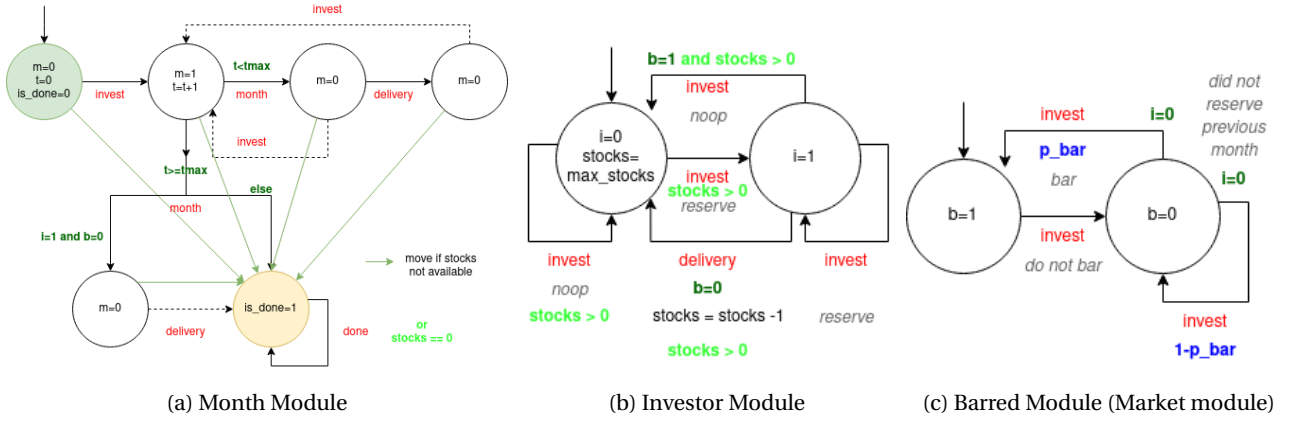 invest
m=0
t=0
is_done=0
invest
m=1
t=t+1
t<tmax
month
m=0
delivery
m=0
invest
t>=tmax
else
month
i=1 and b=0
move if stocks
not available
m=0
delivery
is_done=1
done
or
stocks == 0
(a) Month Module
b=1 and stocks > 0
invest
noop
i=0
stocks=
max_stocks
i=1
invest
stocks > 0
reserve
invest
noop
stocks > 0
delivery
b=0
stocks = stocks -1
stocks > 0
invest
reserve
(b) Investor Module
did not
reserve
previous
month
i=0
invest
i=0
p_bar
bar
b=1
b=0
invest
do not bar
invest
1-p_bar
(c) Barred Module (Market module)